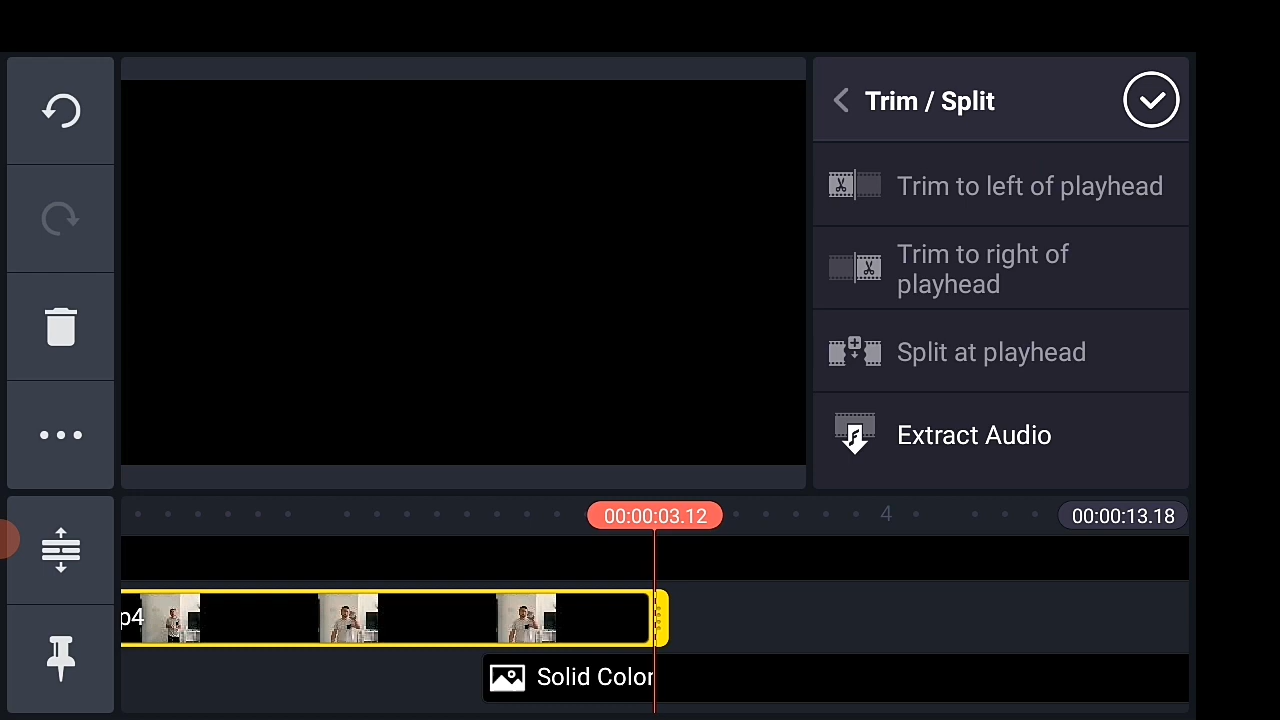 Trim / Split
Trim to left of playhead
Trim to right of
playhead
Split at playhead
Extract Audio
00:00:03.12
4
00:00:13.18
p4
Solid Color